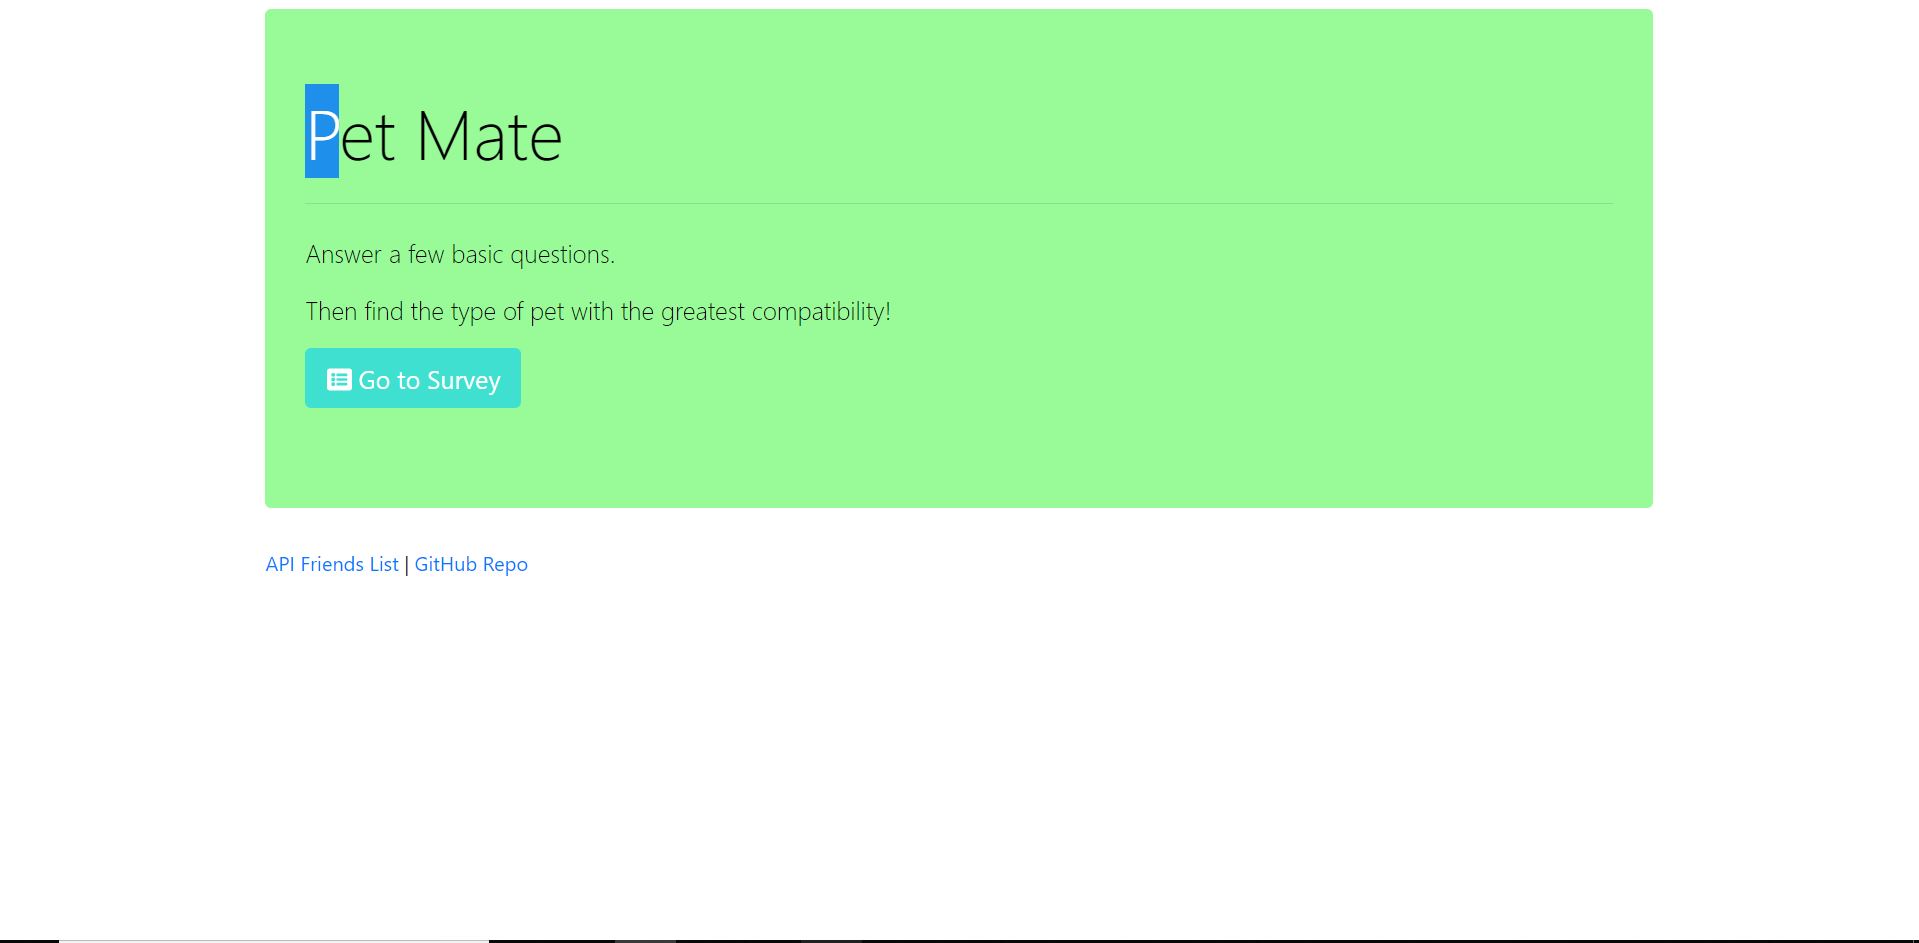 Pet Mate
Answer a few basic questions.
Then find the type of pet with the greatest compatibility!
Go to Survey
API Friends List | GitHub Repo